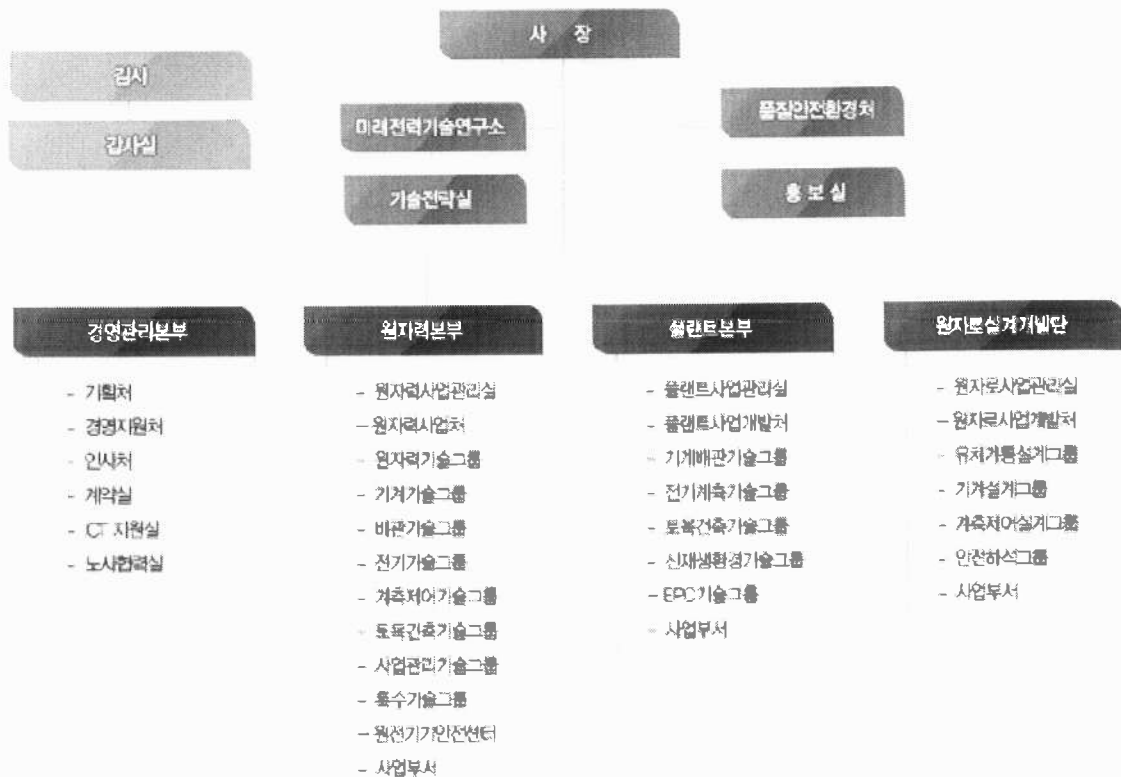 사 장
감사
감사실
미래전력기술연구소
품질안전환경처
기술전략실
홍 보 실
경영관리본부
- 기획처
- 경영지원처
- 인사처
- 계약실
- ICT 지원실
- 노사협력실
원자력본부
- 원자력사업관리실
- 원자력사업처
- 원자력기술그룹
- 기계기술그룹
- 배관기술그룹
- 전기기술그룹
- 계측제어기술그룹
- 토목건축기술그룹
- 사업관리기술그룹
- 특수기술그룹
- 원전기기안전센터
- 사업부서
플랜트본부
- 플랜트사업관리실
- 플랜트사업개발처
- 기계배관기술그룹
- 전기계측기술그룹
- 토목건축기술그룹
- 신재생환경기술그룹
- EPC기술그룹
- 사업부서
원자로설계개발단
- 원자로사업관리실
- 원자로사업개발처
- 유체계통설계그룹
- 기계설계그룹
- 계측제어설계그룹
- 안전해석그룹
- 사업부서